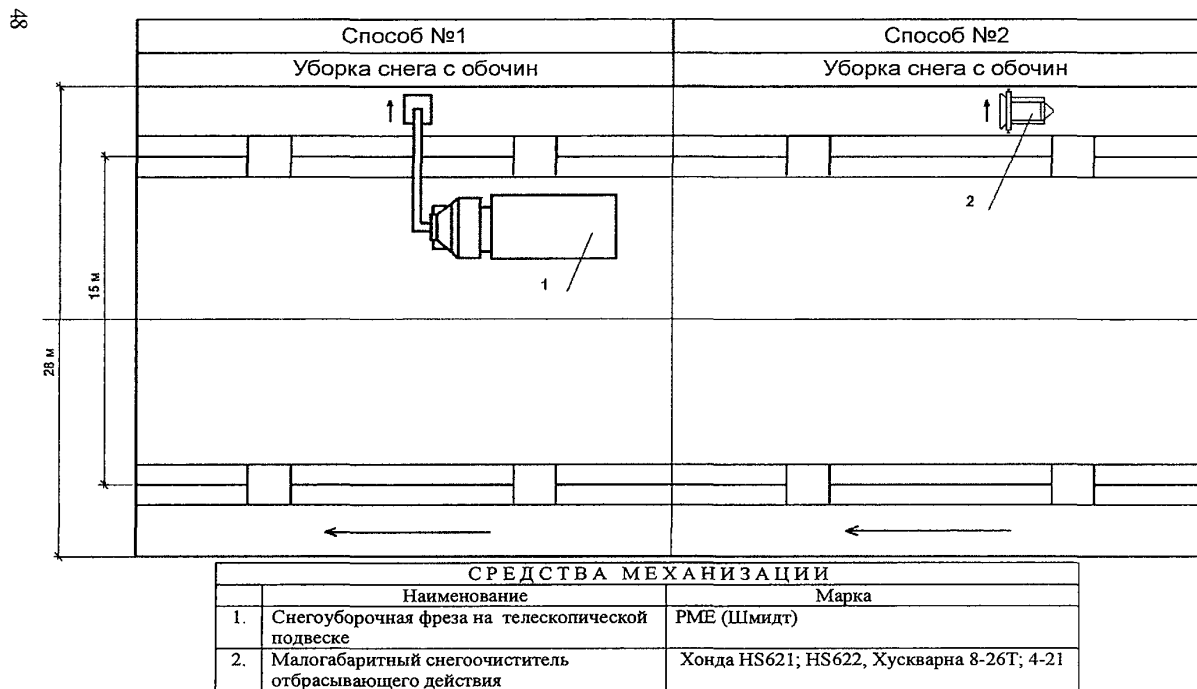 48
Способ №1
Способ №2
Уборка снега с обочин
Уборка снега с обочин
1
2
15 м
28 м
СРЕДСТВА МЕХАНИЗАЦИИ
Наименование
Марка
1. Снегоуборочная фреза на телескопической
подвеске
РМЕ (Шмидт)
2. Малогабаритный снегоочиститель
отбрасывающего действия
Хонда HS621; HS622, Хускварна 8-26Т; 4-21